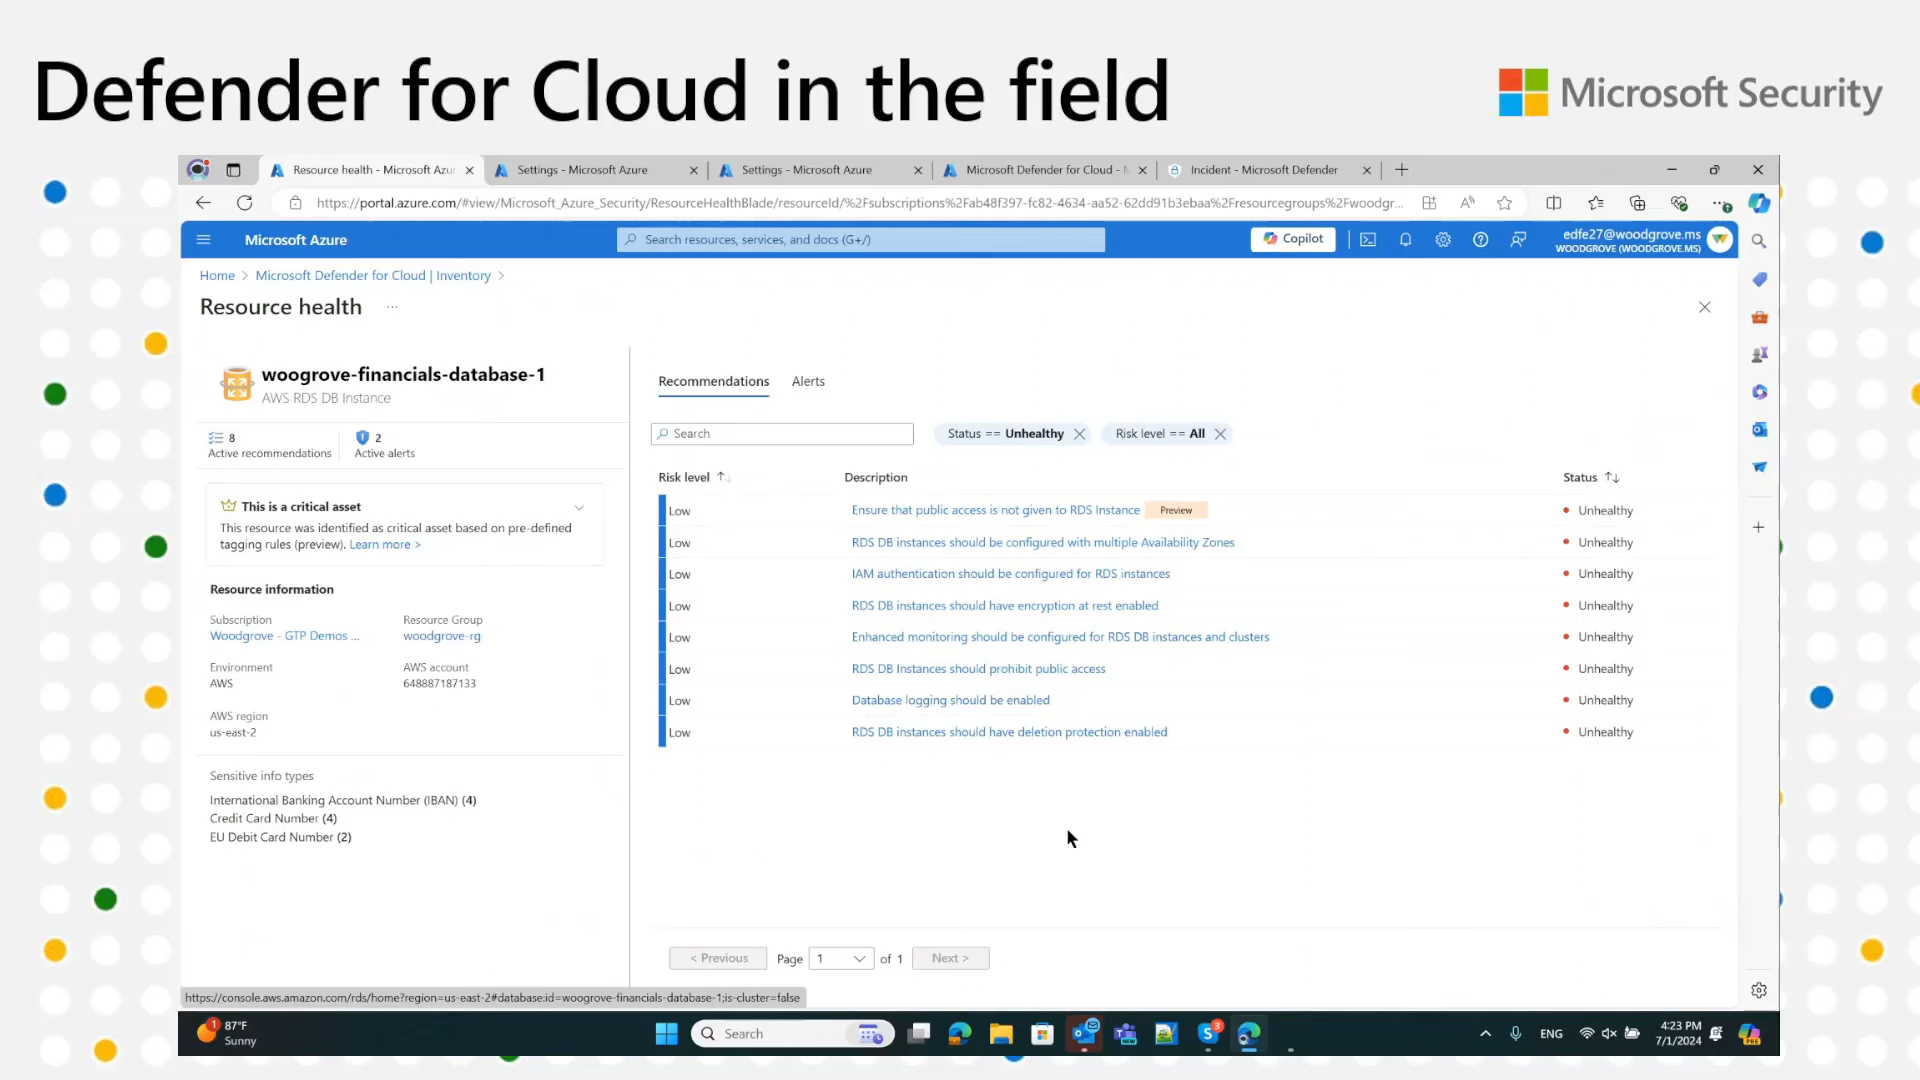 Defender for Cloud in the field
Microsoft Security
Resource health - Microsoft Azu
Settings - Microsoft Azure
Settings - Microsoft Azure
Microsoft Defender for Cloud -
Incident - Microsoft Defender
https://portal.azure.com/#view/Microsoft_Azure_Security/ResourceHealthBlade/resourceId/%2Fsubscriptions%2Fab48f397-fc82-4634-aa52-62dd91b3ebaa%2Fresourcegroups%2Fwoodgr...
Microsoft Azure
Search resources, services, and docs (G+/)
Copilot
edfe27@woodgrove.ms
WOODGROVE (WOODGROVE.MS)
Home > Microsoft Defender for Cloud | Inventory >
Resource health ...
woogrove-financials-database-1
AWS RDS DB Instance
8
Active recommendations
2
Active alerts
This is a critical asset
This resource was identified as critical asset based on pre-defined
tagging rules (preview). Learn more >
Resource information
Subscription
Woodgrove - GTP Demos ...
Resource Group
woodgrove-rg
Environment
AWS
AWS account
648887187133
AWS region
us-east-2
Sensitive info types
International Banking Account Number (IBAN) (4)
Credit Card Number (4)
EU Debit Card Number (2)
Recommendations Alerts
Search
Status == Unhealthy
Risk level == All
Risk level Description Status
Low Ensure that public access is not given to RDS Instance Preview Unhealthy
Low RDS DB instances should be configured with multiple Availability Zones Unhealthy
Low IAM authentication should be configured for RDS instances Unhealthy
Low RDS DB instances should have encryption at rest enabled Unhealthy
Low Enhanced monitoring should be configured for RDS DB instances and clusters Unhealthy
Low RDS DB Instances should prohibit public access Unhealthy
Low Database logging should be enabled Unhealthy
Low RDS DB instances should have deletion protection enabled Unhealthy
< Previous Page 1 of 1 Next >
https://console.aws.amazon.com/rds/home?region=us-east-2#database:id=woogrove-financials-database-1;is-cluster=false
1
87°F
Sunny
Search
NEW
3
ENG
4:23 PM
7/1/2024
PRE